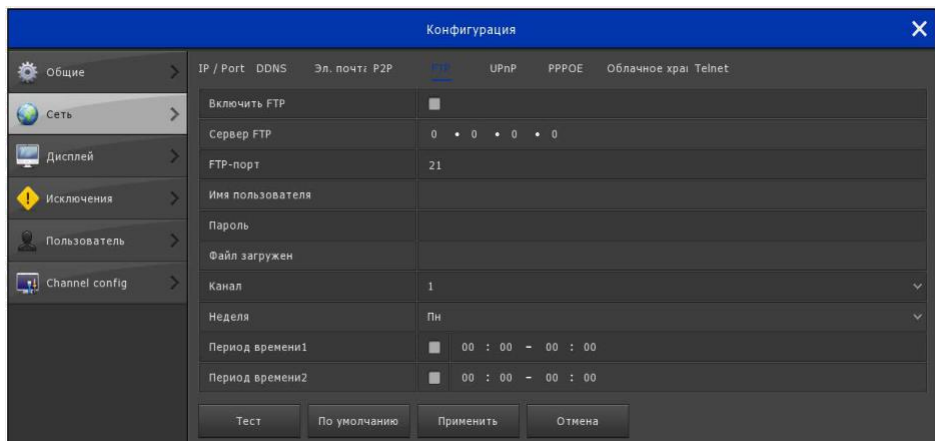 Конфигурация
Общие
Сеть
Дисплей
Исключения
Пользователь
Channel config
IP / Port DDNS Эл. почта P2P FTP UPnP PPPOE Облачное храі Telnet
Включить FTP
Сервер FTP 0 • 0 • 0 • 0
FTP-порт 21
Имя пользователя
Пароль
Файл загружен
Канал 1
Неделя Пн
Период времени1 00 : 00 – 00 : 00
Период времени2 00 : 00 – 00 : 00
Тест По умолчанию Применить Отмена